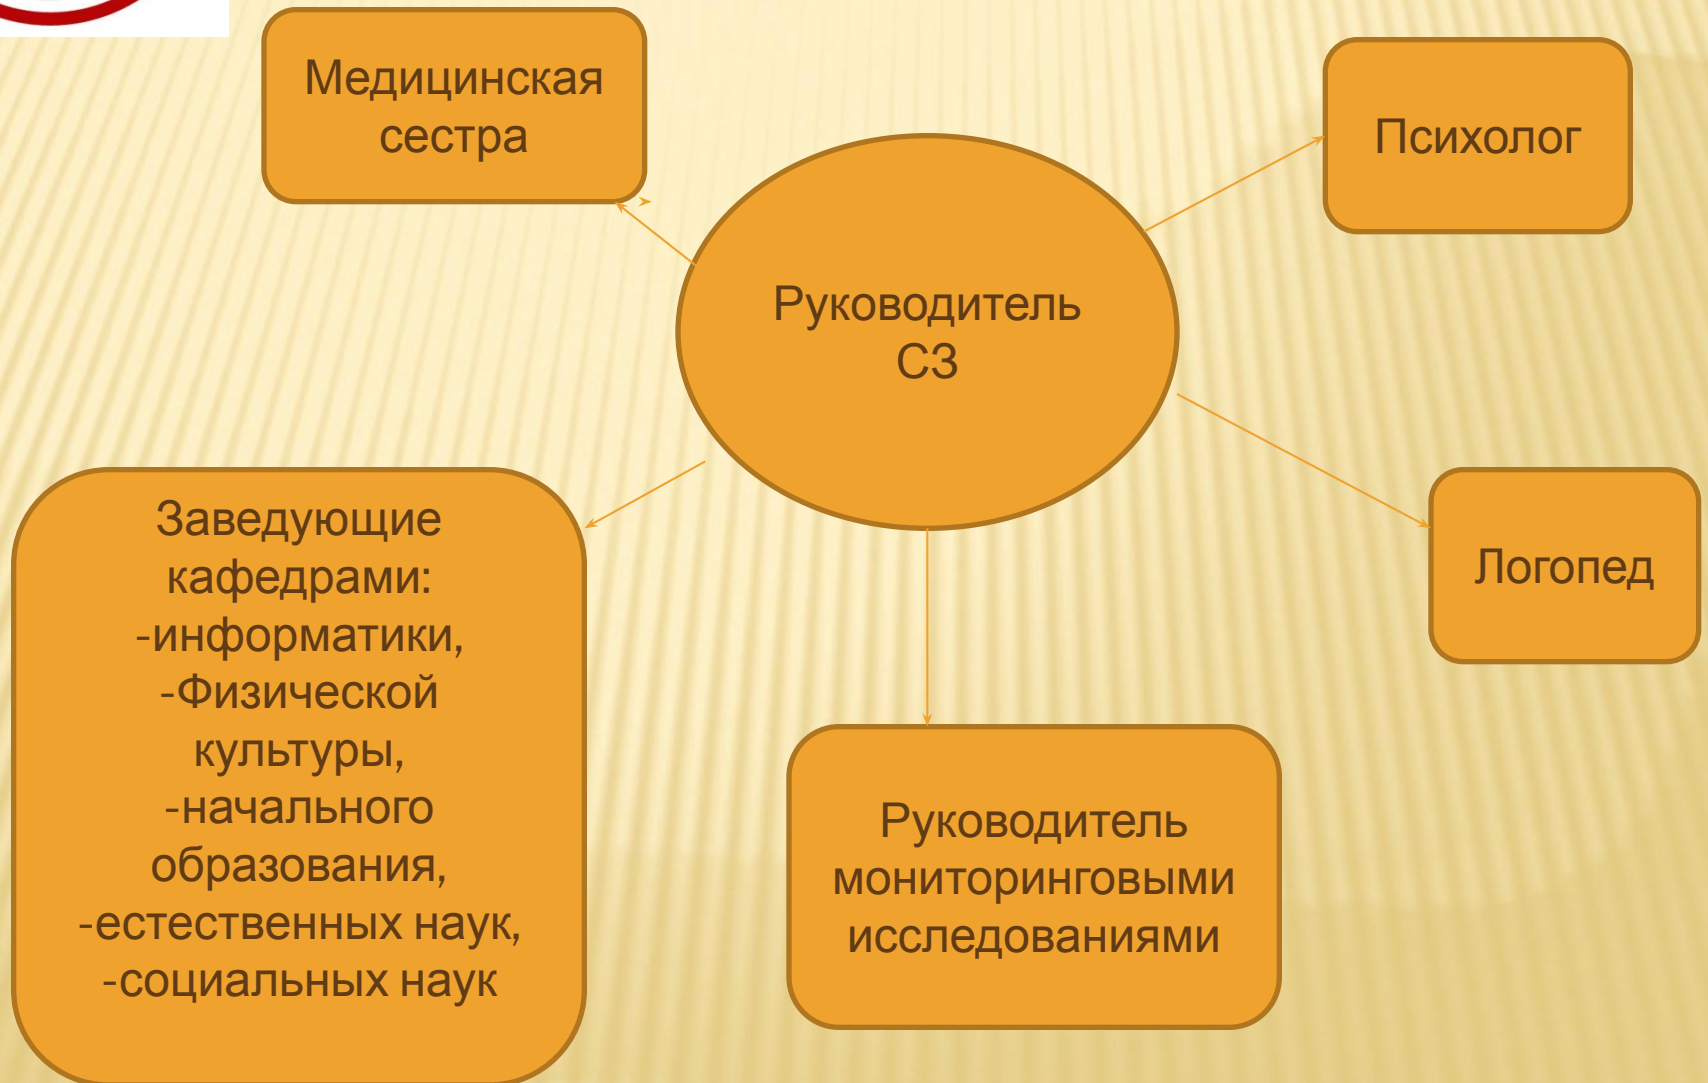 Медицинская
сестра
Психолог
Руководитель
СЗ
Заведующие
кафедрами:
-информатики,
-Физической
культуры,
-начального
образования,
-естественных наук,
-социальных наук
Логопед
Руководитель
мониторинговыми
исследованиями